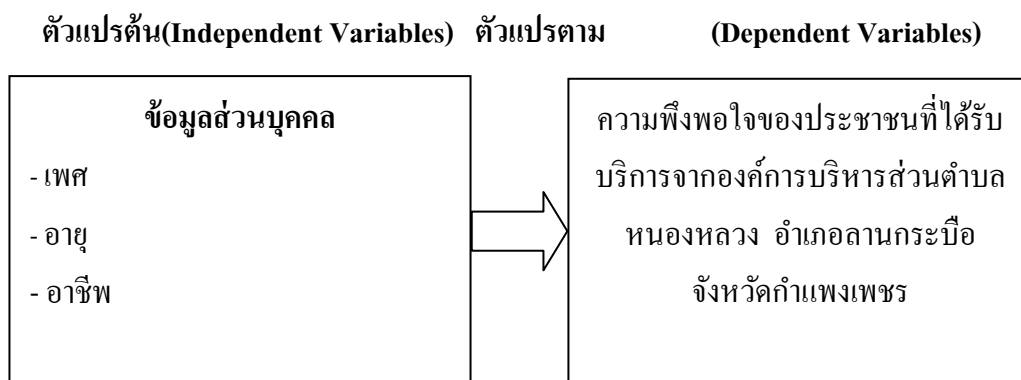 ตัวแปรต้น(Independent Variables) ตัวแปรตาม (Dependent Variables)
ข้อมูลส่วนบุคคล
- เพศ
- อายุ
- อาชีพ
ความพึงพอใจของประชาชนที่ได้รับ
บริการจากองค์การบริหารส่วนตำบล
หนองหลวง อำเภอลานกระบือ
จังหวัดกำแพงเพชร